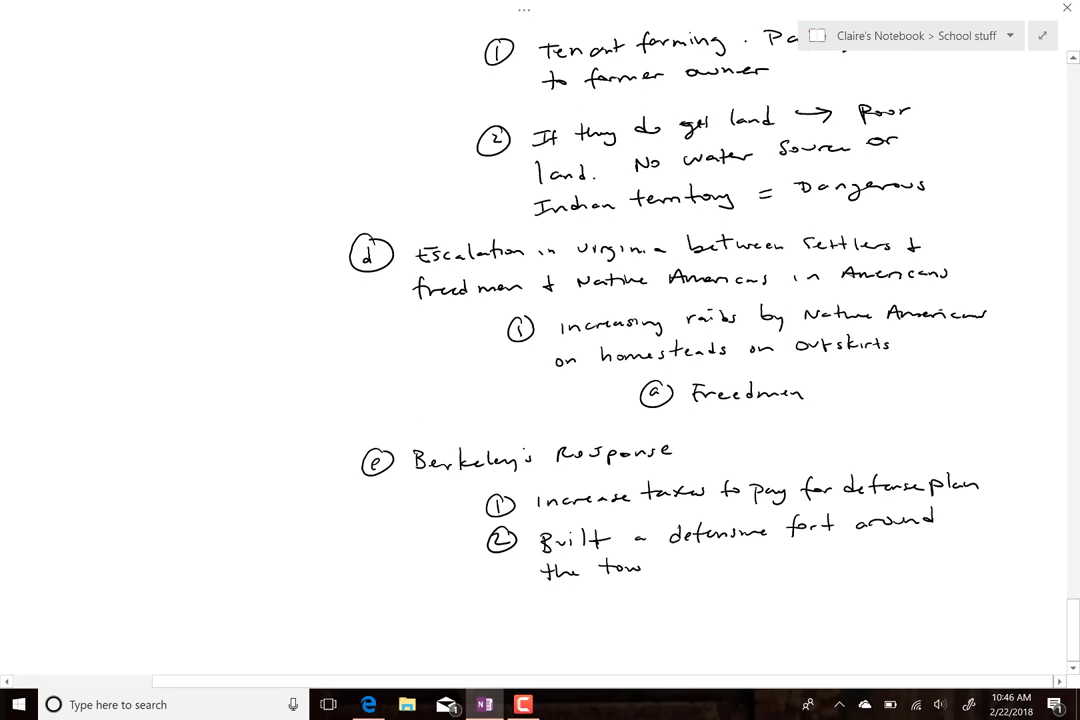 ...
Claire's Notebook > School stuff
① Tenant farming. Pa
to farmer owner
② If they do get land → Poor
land. No water source or
Indian territory = Dangerous
ⓓ Escalation in Virginia between settlers +
freedmen + Native Americas in Americans
① increasing raids by Native Americans
on homesteads on outskirts
ⓐ Freedmen
ⓔ Berkeley's Response
① Increase taxes to pay for defense plan
② Built a defensive fort around
the tow
Type here to search
10:46 AM
2/22/2018